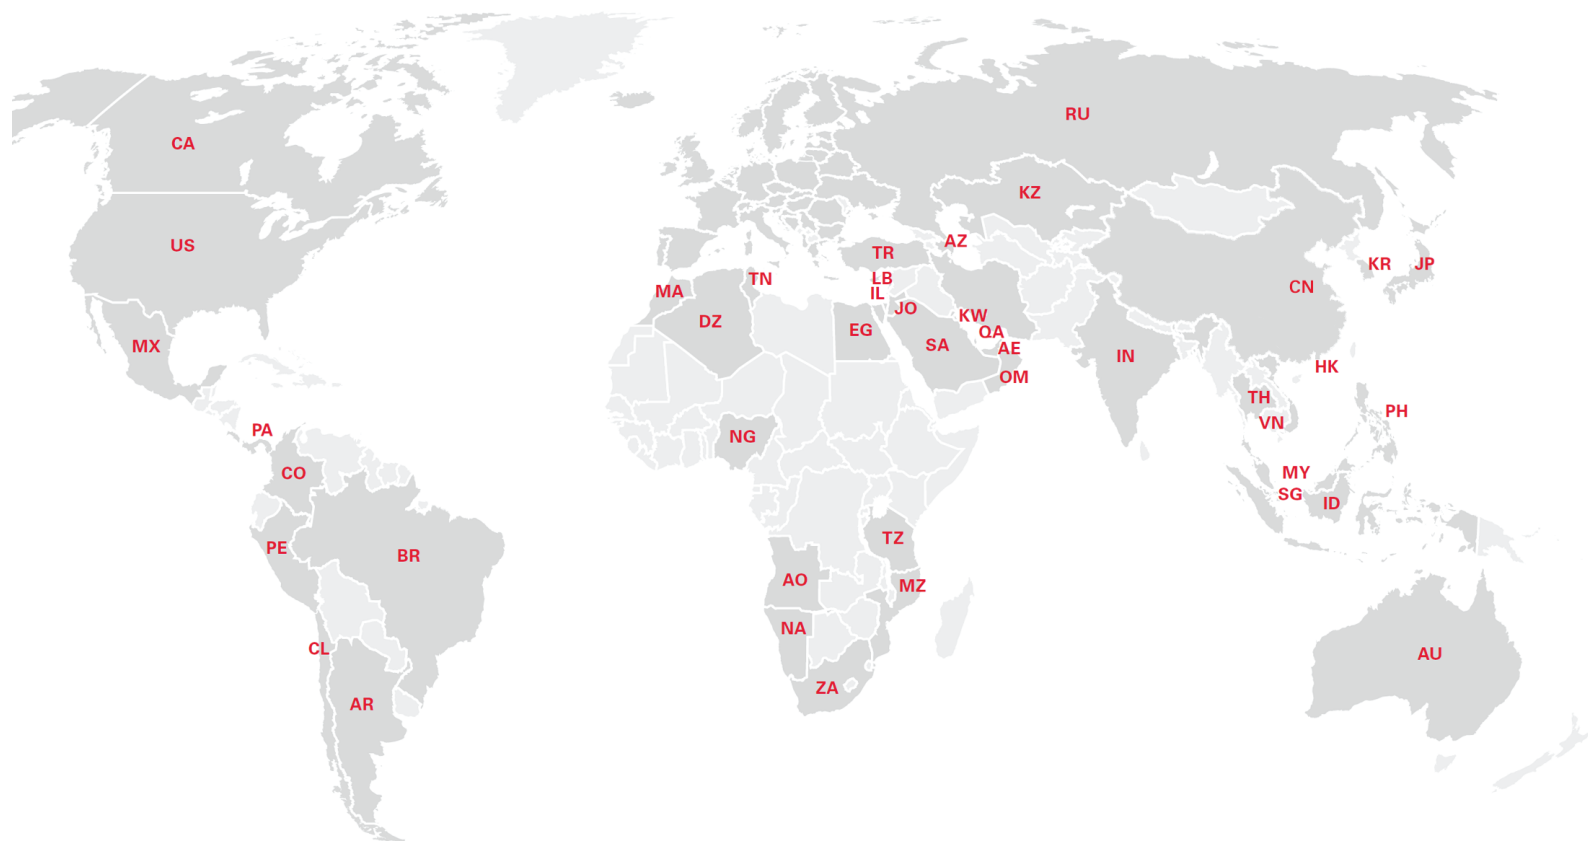 RU
CA
KZ
AZ
US
TR
KR
JP
LB
TN
CN
MA
IL
JO
KW
DZ
EG
QA
SA
MX
AE
IN
HK
OM
TH
PH
VN
PA
NG
CO
MY
SG
ID
TZ
PE
BR
AO
MZ
NA
CL
AU
ZA
AR